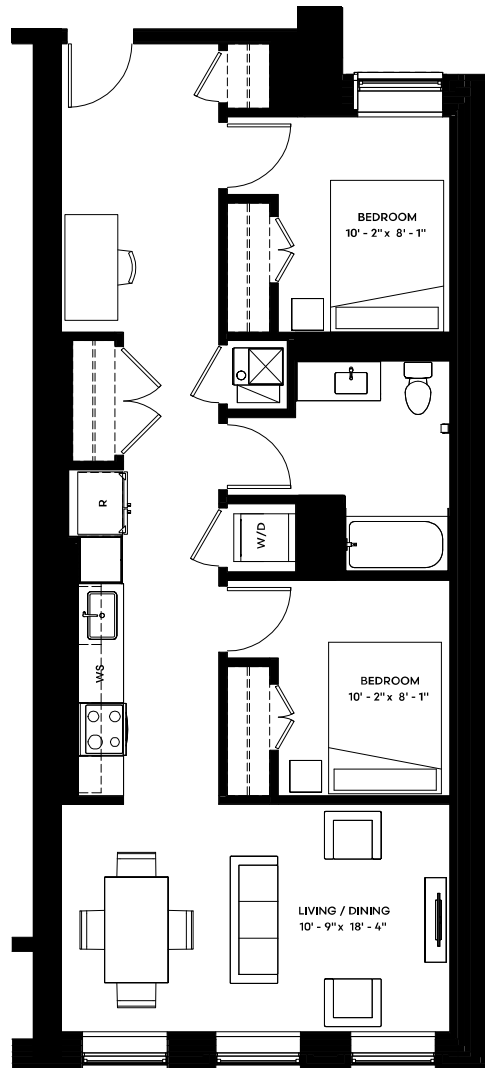 BEDROOM
10' - 2" x 8' - 1"
R
W/D
WS
BEDROOM
10' - 2" x 8' - 1"
LIVING / DINING
10' - 9" x 18' - 4"